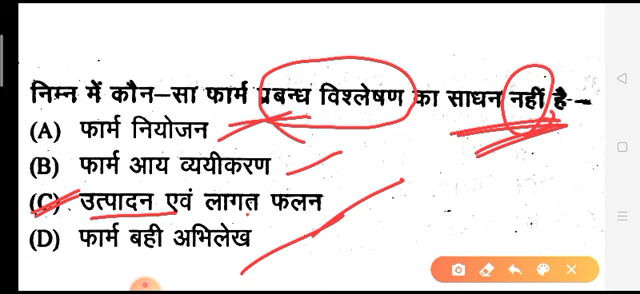 निम्न में कौन-सा फार्म प्रबन्ध विश्लेषण का साधन नहीं है-
(A) फार्म नियोजन
(B) फार्म आय व्ययीकरण
(C) उत्पादन एवं लागत फलन
(D) फार्म बही अभिलेख